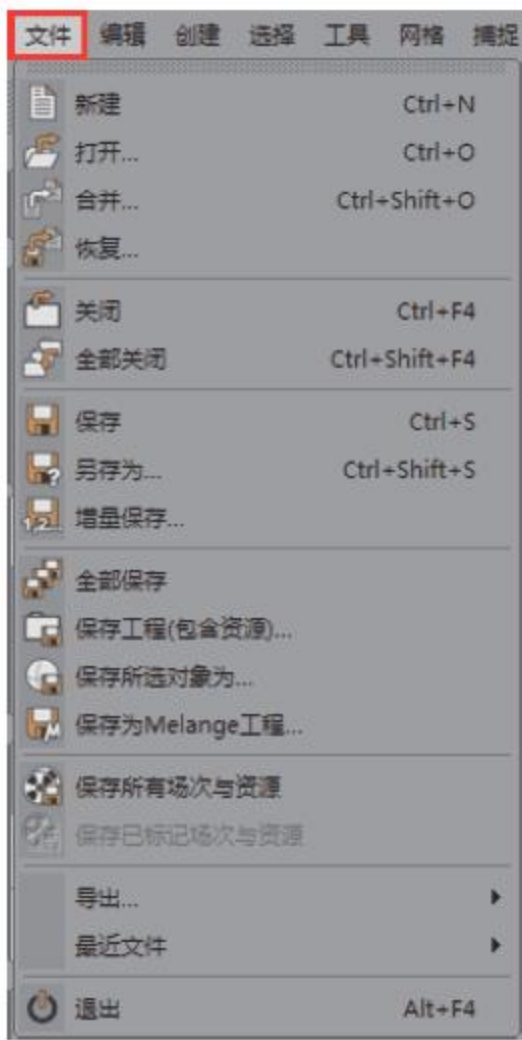 文件 编辑 创建 选择 工具 网格 捕捉
新建 Ctrl+N
打开... Ctrl+O
合并... Ctrl+Shift+O
恢复...
关闭 Ctrl+F4
全部关闭 Ctrl+Shift+F4
保存 Ctrl+S
另存为... Ctrl+Shift+S
增量保存...
全部保存
保存工程(包含资源)...
保存所选对象为...
保存为Melange工程...
保存所有场次与资源
保存已标记场次与资源
导出...
最近文件
退出 Alt+F4